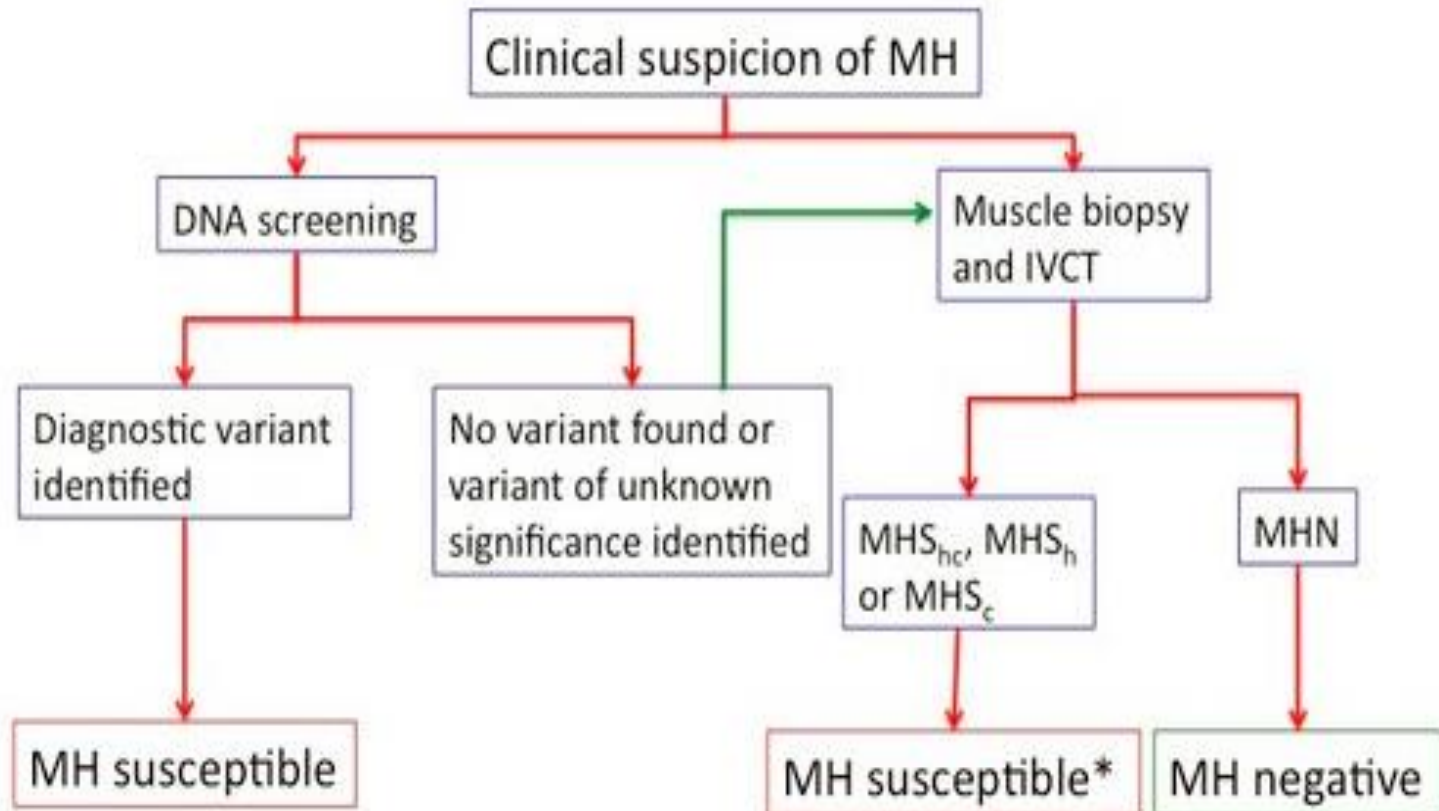 Clinical suspicion of MH
DNA screening
Muscle biopsy
and IVCT
Diagnostic variant
identified
No variant found or
variant of unknown
significance identified
MHShc, MHSh
or MHSc
MHN
MH susceptible
MH susceptible*
MH negative